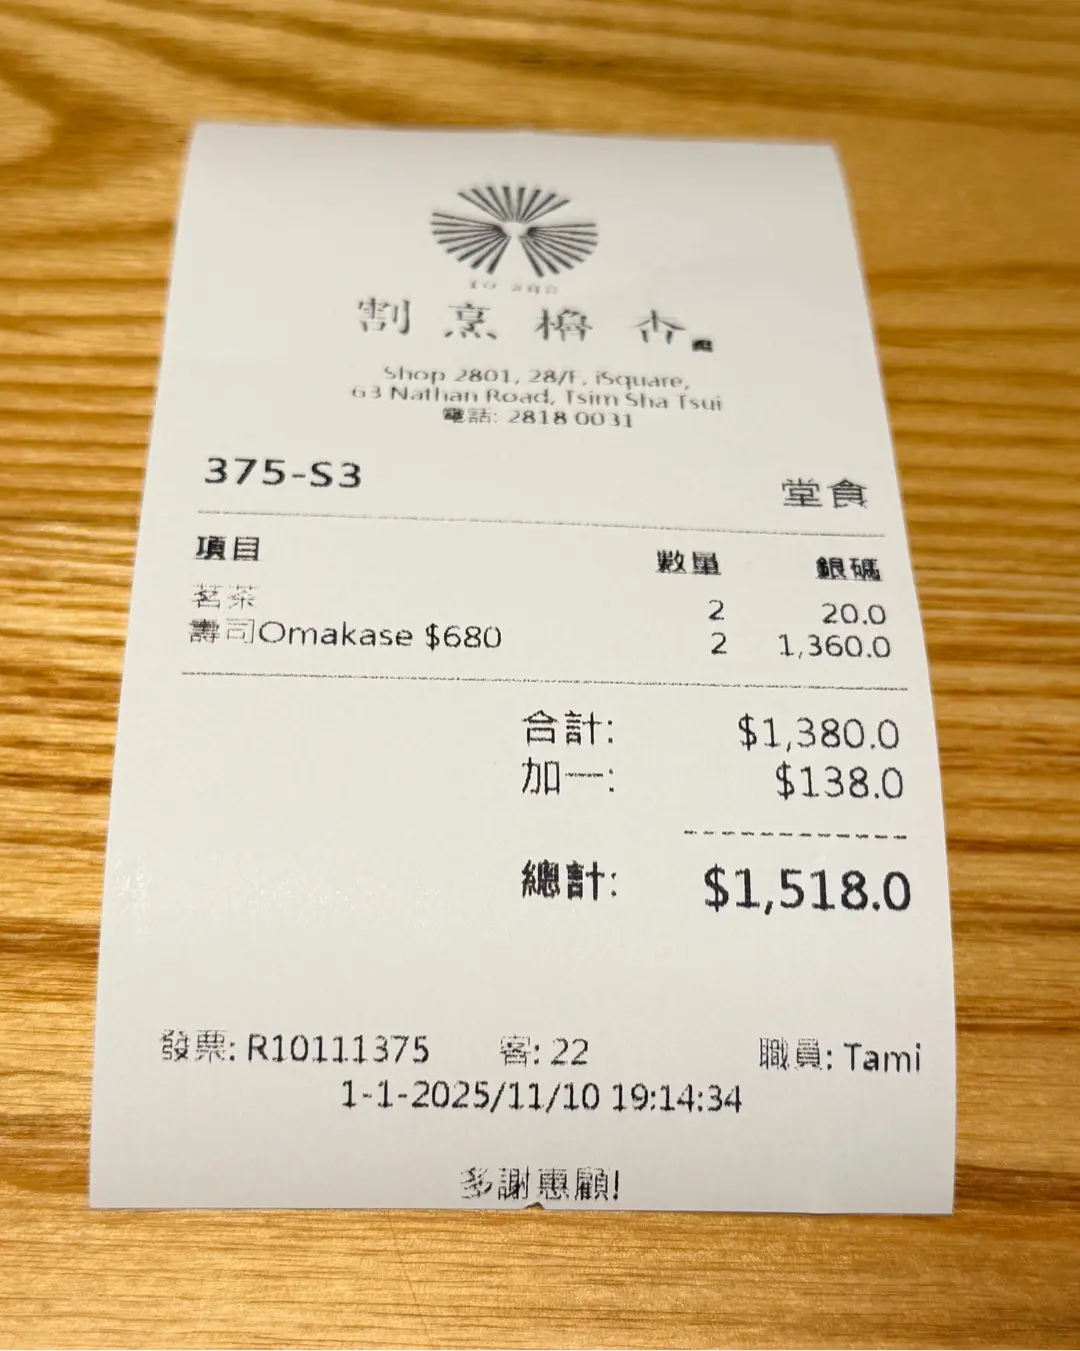 割烹櫓杏
Shop 2801, 28/F, iSquare,
63 Nathan Road, Tsim Sha Tsui
電話: 2818 0031
375-S3 堂食
項目 數量 銀碼
茗茶 2 20.0
壽司Omakase $680 2 1,360.0
合計: $1,380.0
加一: $138.0
總計: $1,518.0
發票: R10111375 客: 22 職員: Tami
1-1-2025/11/10 19:14:34
多謝惠顧!